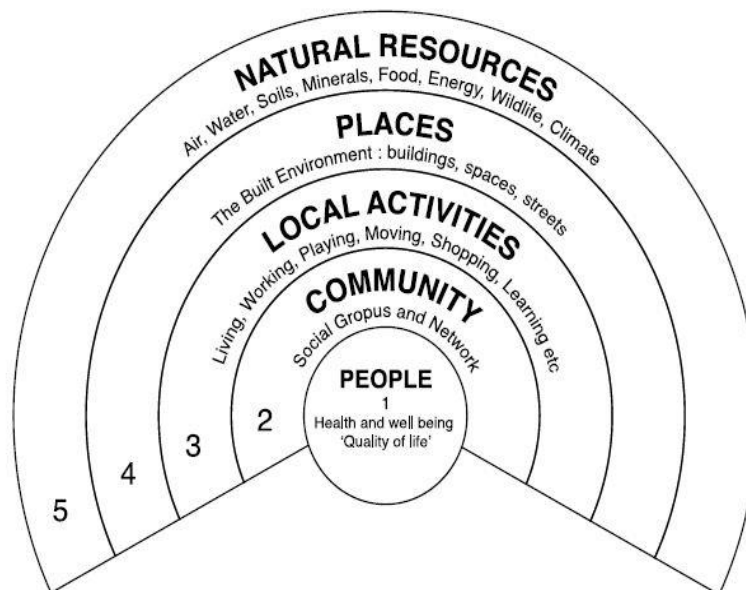 NATURAL RESOURCES
Air, Water, Soils, Minerals, Food, Energy, Wildlife, Climate
PLACES
The Built Environment : buildings, spaces, streets
LOCAL ACTIVITIES
Living, Working, Playing, Moving, Shopping, Learning etc
COMMUNITY
Social Gropus and Network
PEOPLE
1
Health and well being
‘Quality of life’
2
3
4
5